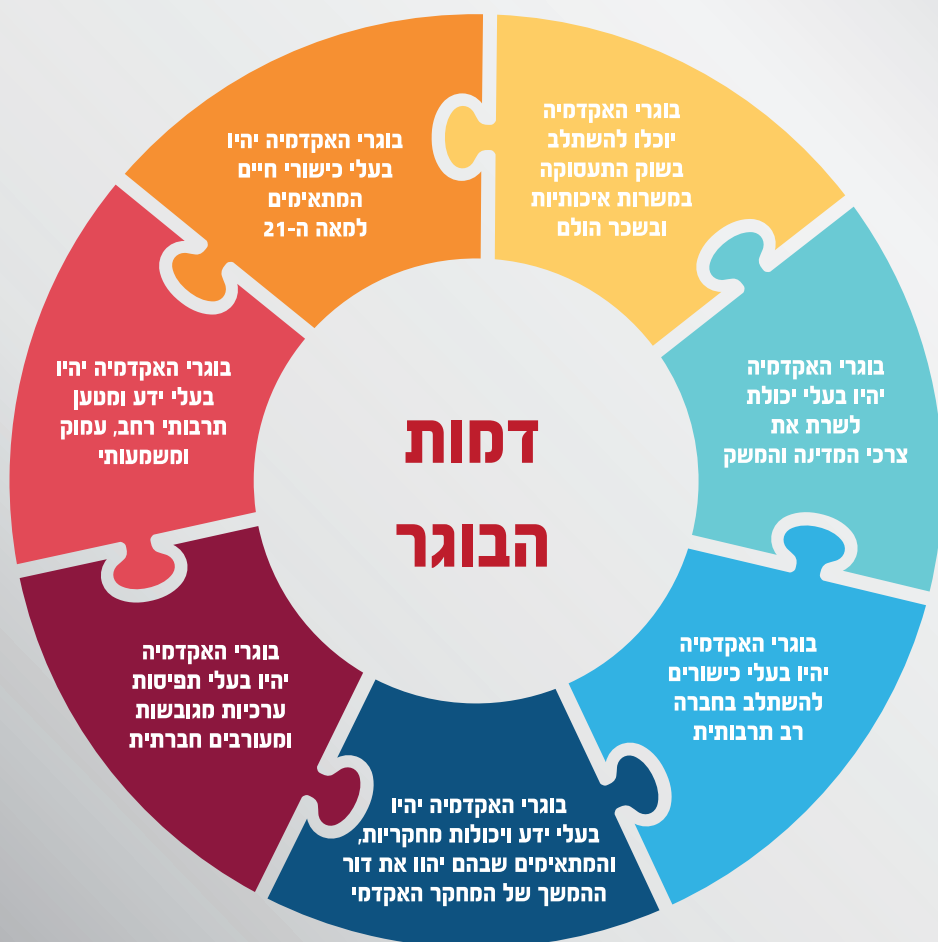 דמות
הבוגר
בוגרי האקדמיה
יוכלו להשתלב
בשוק התעסוקה
במשרות איכותיות
ובשכר הולם
בוגרי האקדמיה
יהיו בעלי יכולת
לשרת את
צרכי המדינה והמשק
בוגרי האקדמיה
יהיו בעלי כישורים
להשתלב בחברה
רב תרבותית
בוגרי האקדמיה יהיו
בעלי ידע ויכולות מחקריות,
והמתאימים שבהם יהוו את דור
ההמשך של המחקר האקדמי
בוגרי האקדמיה
יהיו בעלי תפיסות
ערכיות מגובשות
ומעורבים חברתית
בוגרי האקדמיה יהיו
בעלי ידע ומטען
תרבותי רחב, עמוק
ומשמעותי
בוגרי האקדמיה יהיו
בעלי כישורי חיים
המתאימים
למאה ה-21